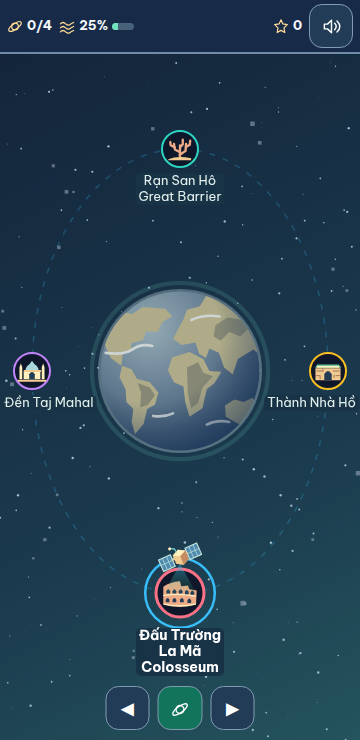 0/4 25% 0
Rạn San Hô
Great Barrier
Đền Taj Mahal
Thành Nhà Hồ
Đấu Trường
La Mã
Colosseum